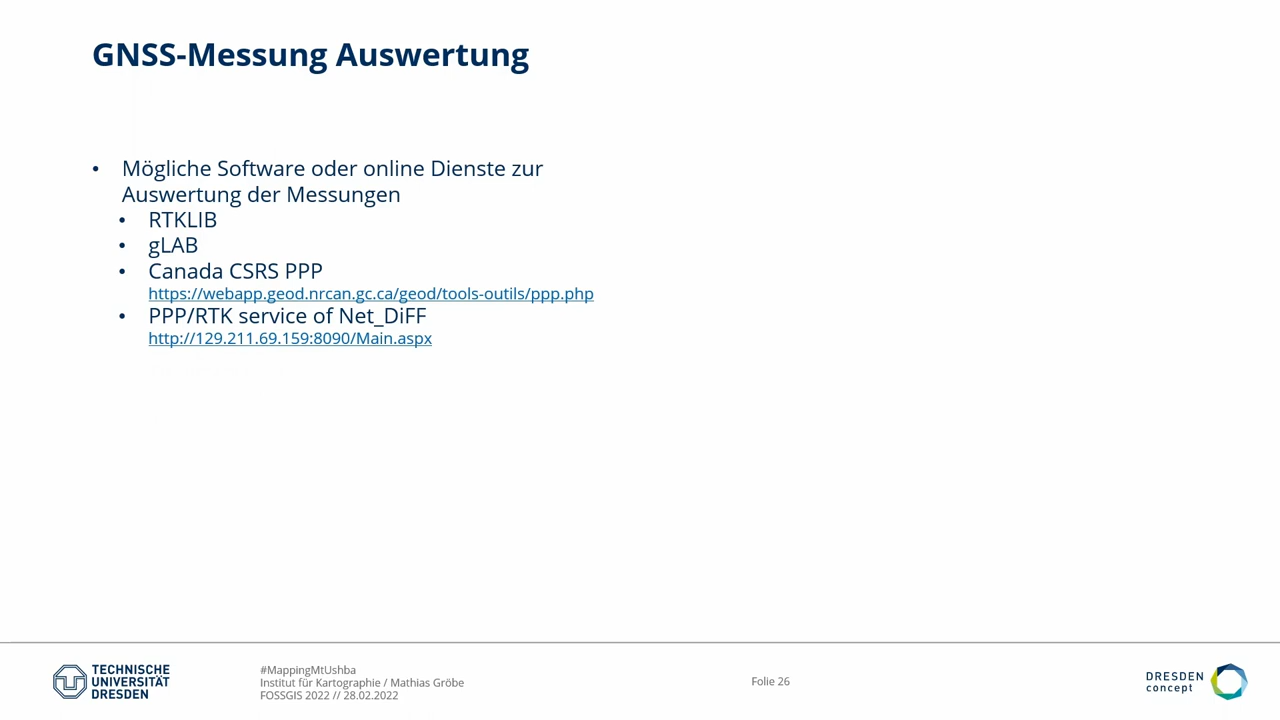 GNSS-Messung Auswertung
• Mögliche Software oder online Dienste zur
Auswertung der Messungen
• RTKLIB
• gLAB
• Canada CSRS PPP
https://webapp.geod.nrcan.gc.ca/geod/tools-outils/ppp.php
• PPP/RTK service of Net_DiFF
http://129.211.69.159:8090/Main.aspx
TECHNISCHE
UNIVERSITÄT
DRESDEN
#MappingMtUshba
Institut für Kartographie / Mathias Gröbe
FOSSGIS 2022 // 28.02.2022
Folie 26
DRESDEN
concept